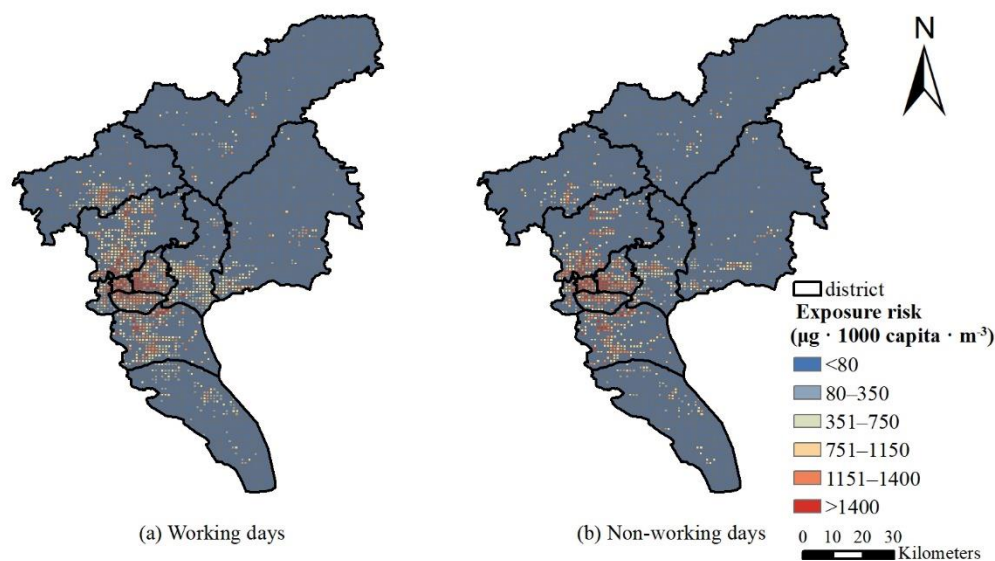 N
district
Exposure risk
(µg · 1000 capita · m⁻³)
<80
80–350
351–750
751–1150
1151–1400
>1400
0 10 20 30
Kilometers
(a) Working days
(b) Non-working days